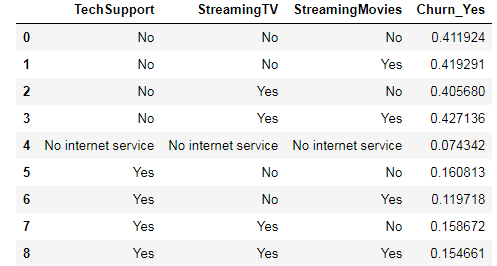 TechSupport StreamingTV StreamingMovies Churn_Yes
0 No No No 0.411924
1 No No Yes 0.419291
2 No Yes No 0.405680
3 No Yes Yes 0.427136
4 No internet service No internet service No internet service 0.074342
5 Yes No No 0.160813
6 Yes No Yes 0.119718
7 Yes Yes No 0.158672
8 Yes Yes Yes 0.154661